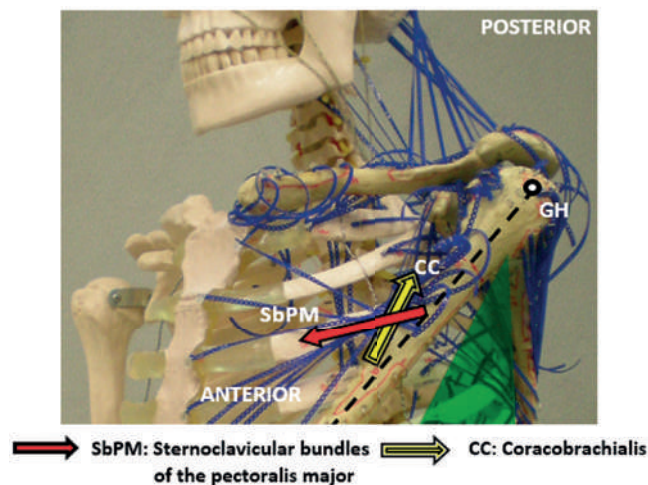 POSTERIOR
GH
CC
SbPM
ANTERIOR
SbPM: Sternoclavicular bundles
of the pectoralis major
CC: Coracobrachialis